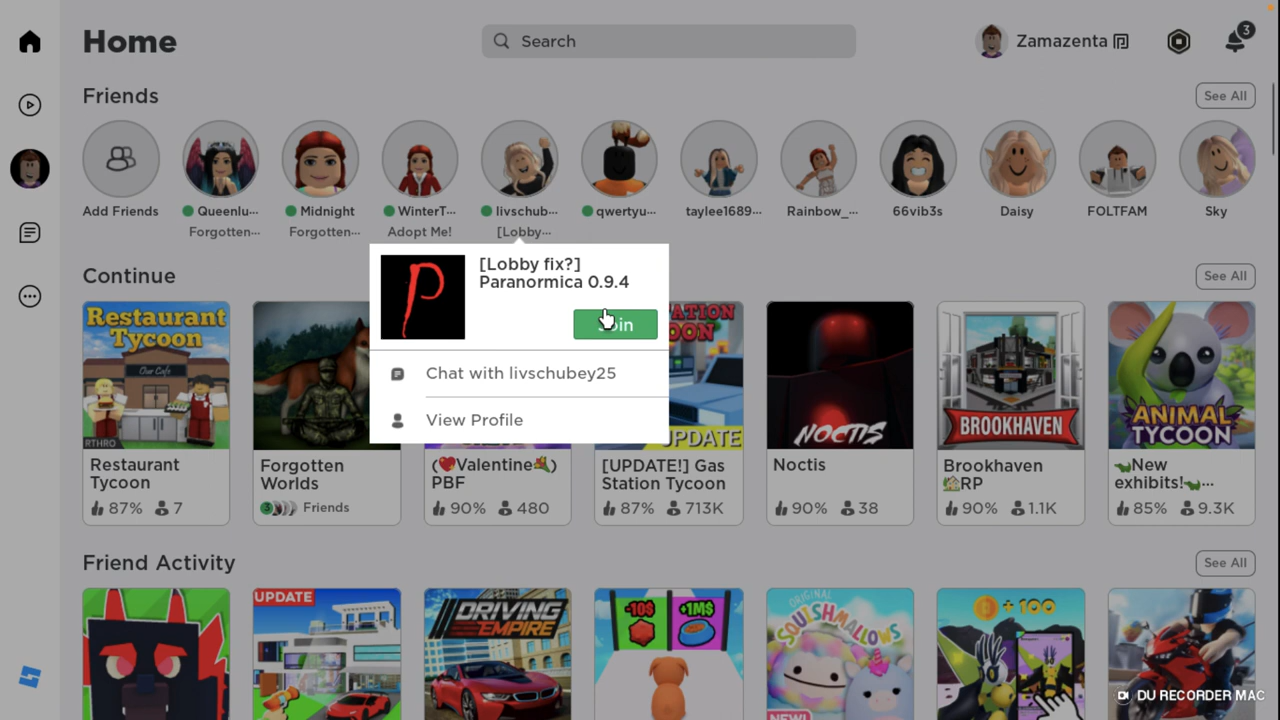 Home
Search
Zamazenta
3
Friends
See All
Add Friends
Queenlu...
Midnight
WinterT...
livschub...
qwertyu...
taylee1689...
Rainbow_...
66vib3s
Daisy
FOLTFAM
Sky
Forgotten...
Forgotten...
Adopt Me!
[Lobby...
[Lobby fix?]
Paranormica 0.9.4
Chat with livschubey25
View Profile
Continue
See All
Restaurant
Tycoon
Our Cafe
RTHRO
UPDATE
NOCTIS
BROOKHAVEN
ANIMAL
TYCOON
Restaurant
Tycoon
87% 7
Forgotten
Worlds
3 Friends
(❤️Valentine💐)
PBF
90% 480
[UPDATE!] Gas
Station Tycoon
87% 713K
Noctis
90% 38
Brookhaven
🏡RP
90% 1.1K
🦎New
exhibits!🦎...
85% 9.3K
Friend Activity
See All
UPDATE
DRIVING
EMPIRE
-10$
+1M$
ORIGINAL
SQUISHMALLOWS
NEW!
+100
DU RECORDER MAC